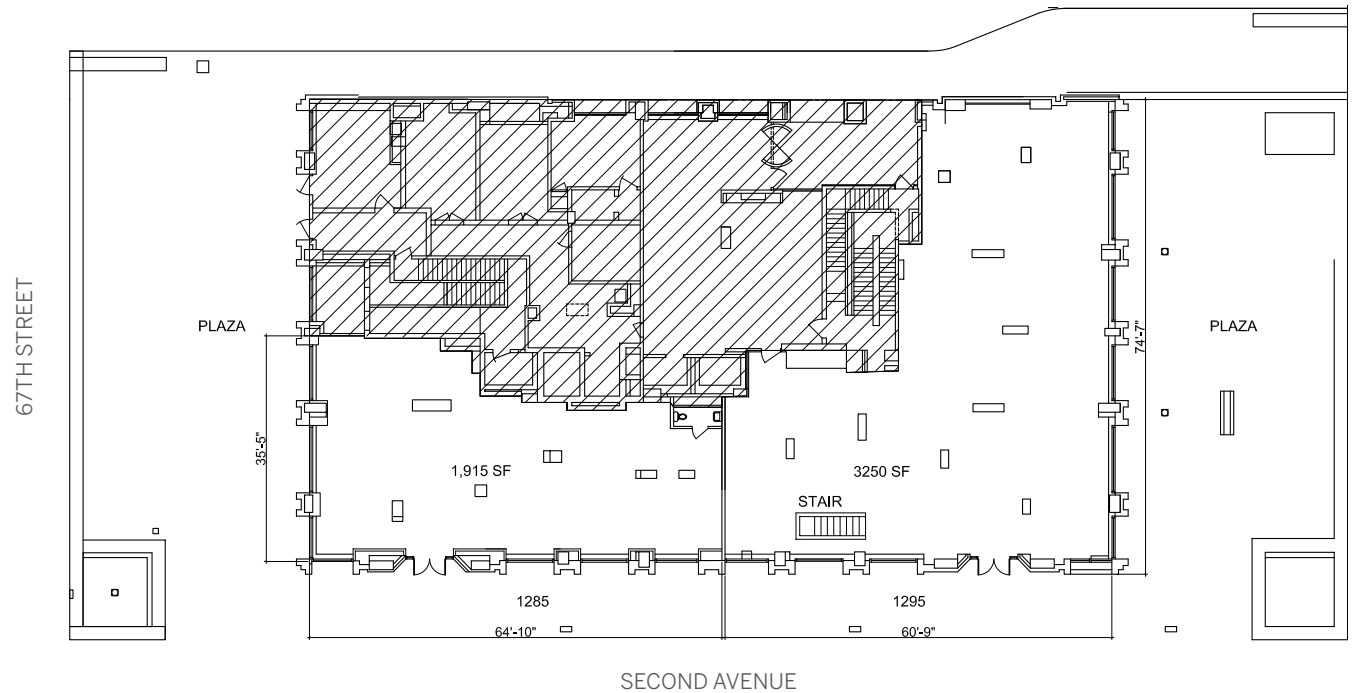 67TH STREET
PLAZA
PLAZA
74'-7"
35'-5"
1,915 SF
3250 SF
STAIR
1285
1295
64'-10"
60'-9"
SECOND AVENUE